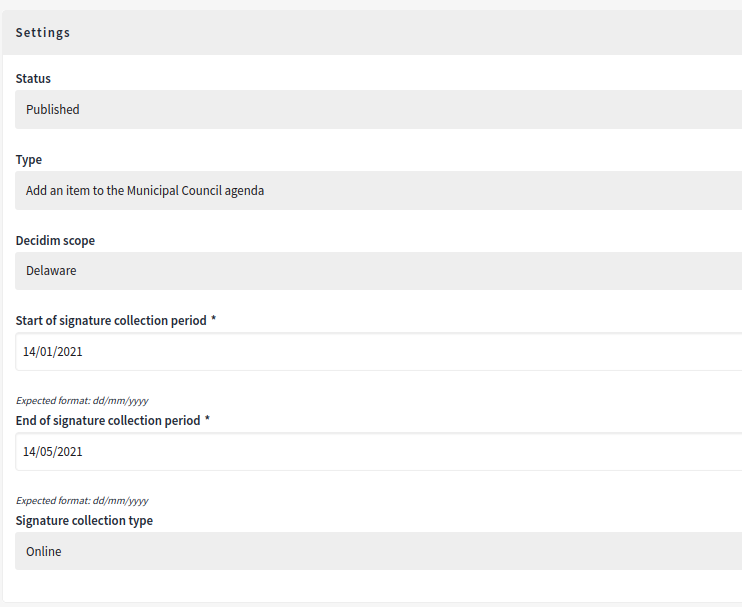 Settings
Status
Published
Type
Add an item to the Municipal Council agenda
Decidim scope
Delaware
Start of signature collection period *
14/01/2021
Expected format: dd/mm/yyyy
End of signature collection period *
14/05/2021
Expected format: dd/mm/yyyy
Signature collection type
Online